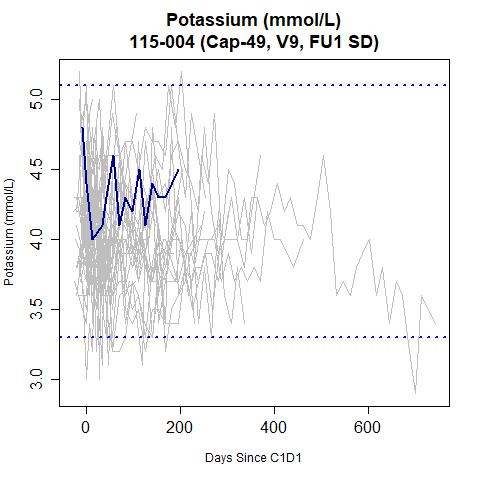 Potassium (mmol/L)
115-004 (Cap-49, V9, FU1 SD)
Potassium (mmol/L)
5.0
4.5
4.0
3.5
3.0
0 200 400 600
Days Since C1D1